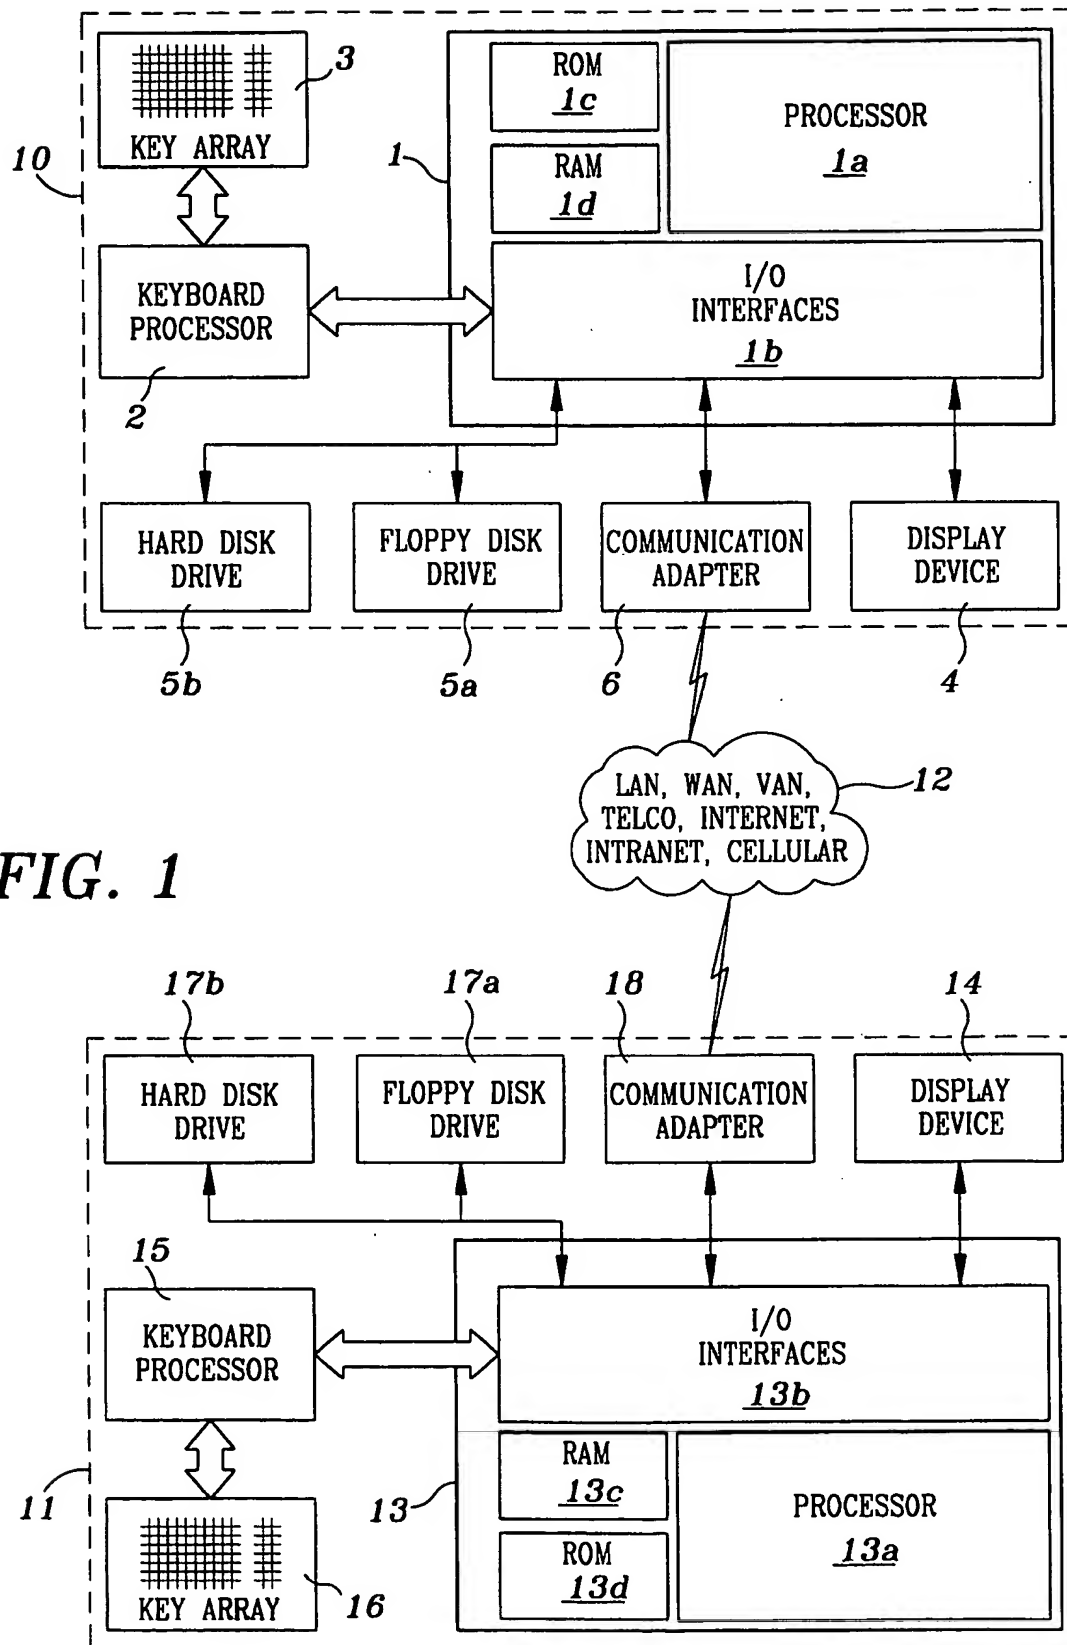 3
KEY ARRAY
10
KEYBOARD
PROCESSOR
2
1
ROM
1c
RAM
1d
PROCESSOR
1a
I/O
INTERFACES
1b
HARD DISK
DRIVE
5b
FLOPPY DISK
DRIVE
5a
COMMUNICATION
ADAPTER
6
DISPLAY
DEVICE
4
LAN, WAN, VAN,
TELCO, INTERNET,
INTRANET, CELLULAR
12
FIG. 1
17b
HARD DISK
DRIVE
17a
FLOPPY DISK
DRIVE
18
COMMUNICATION
ADAPTER
14
DISPLAY
DEVICE
15
KEYBOARD
PROCESSOR
11
KEY ARRAY
16
13
I/O
INTERFACES
13b
RAM
13c
ROM
13d
PROCESSOR
13a